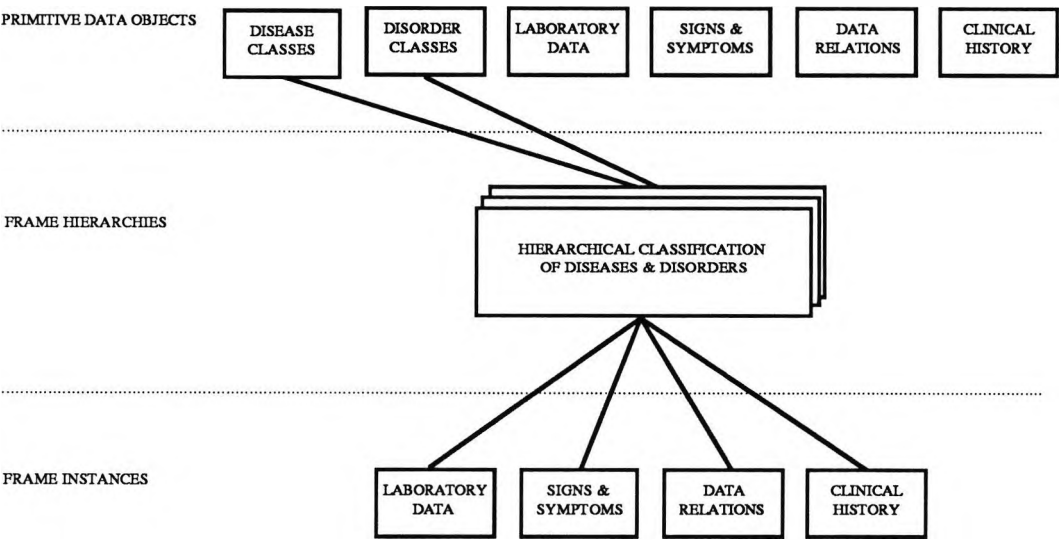 PRIMITIVE DATA OBJECTS
DISEASE
CLASSES
DISORDER
CLASSES
LABORATORY
DATA
SIGNS &
SYMPTOMS
DATA
RELATIONS
CLINICAL
HISTORY
FRAME HIERARCHIES
HIERARCHICAL CLASSIFICATION
OF DISEASES & DISORDERS
FRAME INSTANCES
LABORATORY
DATA
SIGNS &
SYMPTOMS
DATA
RELATIONS
CLINICAL
HISTORY